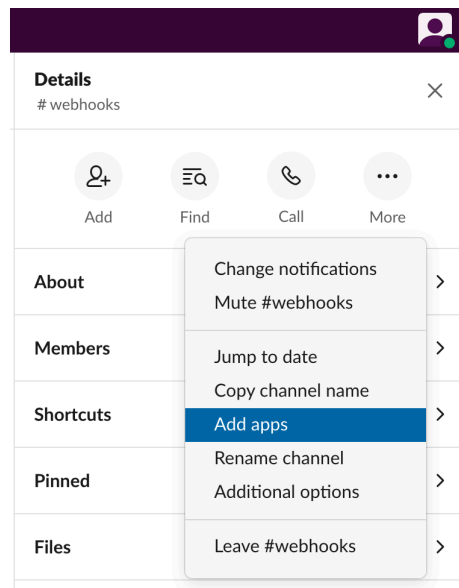 Details
# webhooks
Add
Find
Call
More
About
Members
Shortcuts
Pinned
Files
Change notifications
Mute #webhooks
Jump to date
Copy channel name
Add apps
Rename channel
Additional options
Leave #webhooks